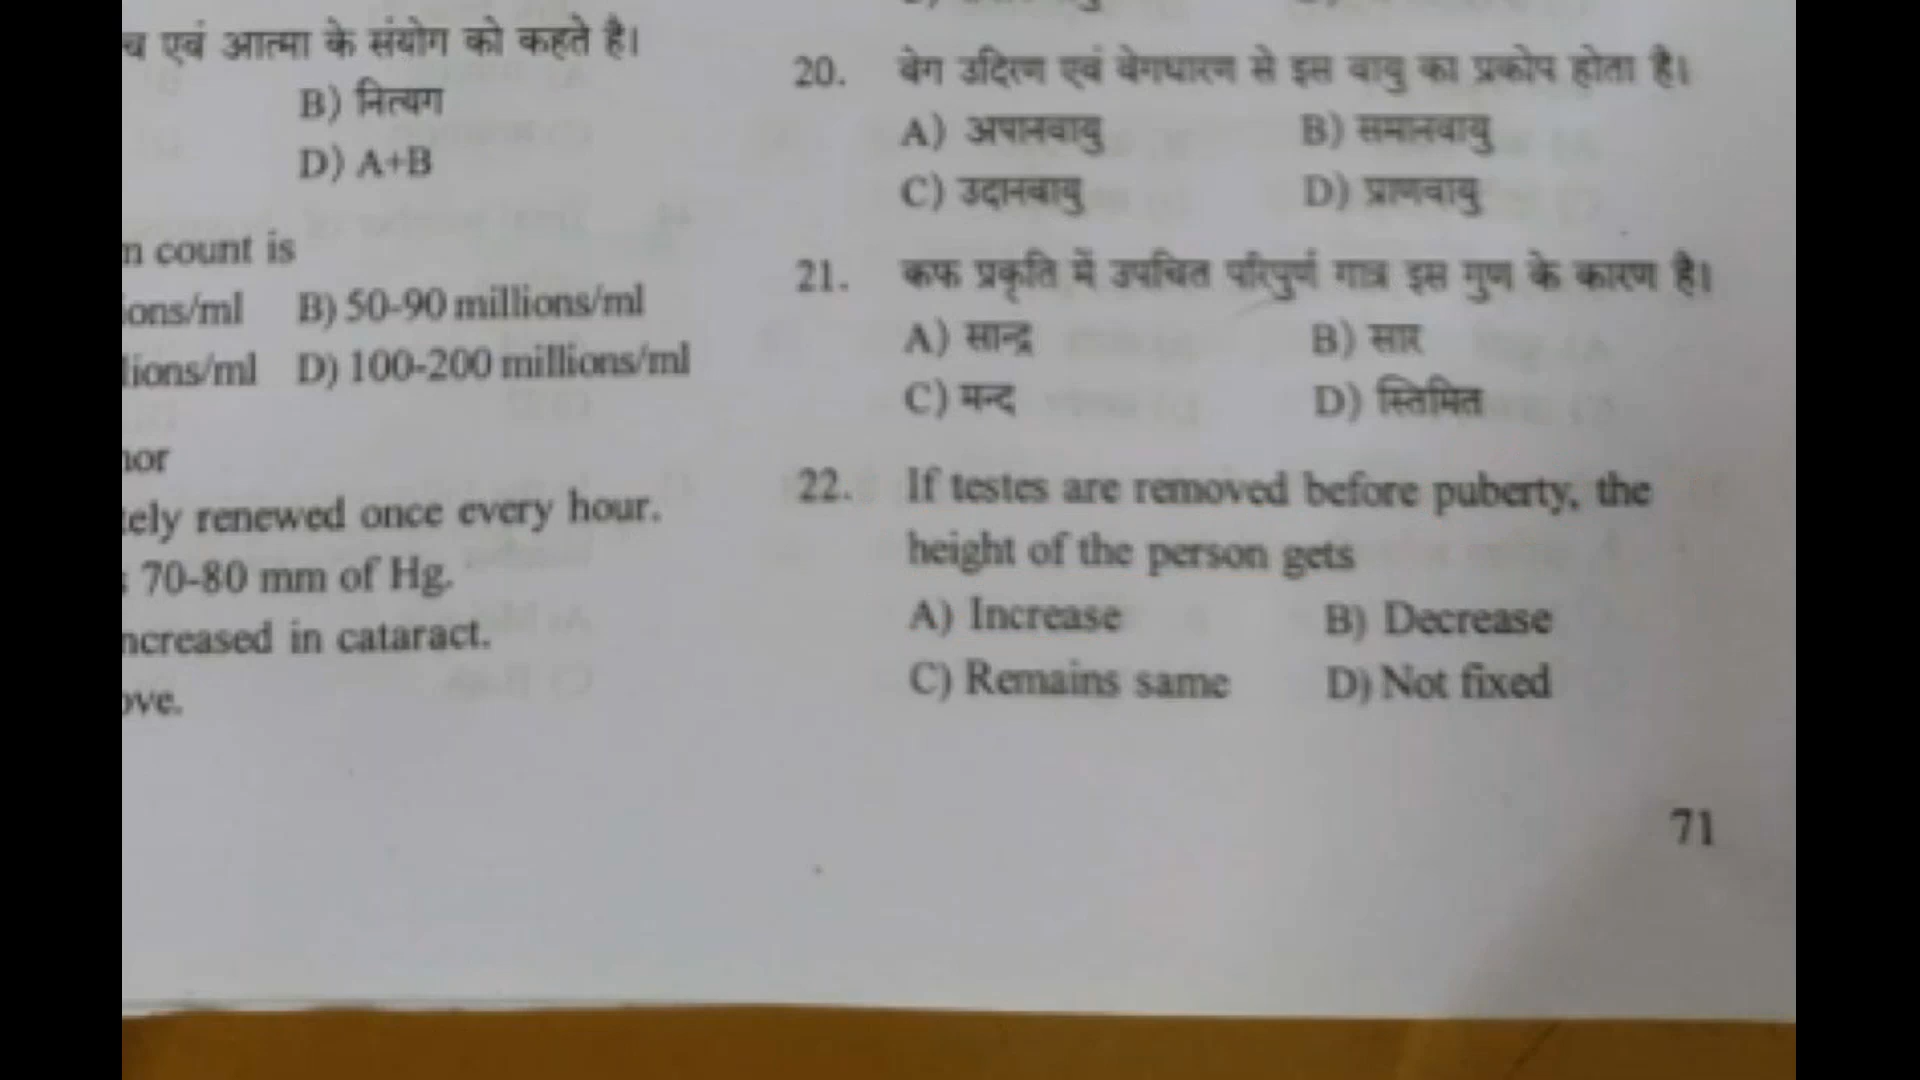 च एवं आत्मा के संयोग को कहते है।
B) नित्यग
D) A+B
count is
ons/ml B) 50-90 millions/ml
lions/ml D) 100-200 millions/ml
ely renewed once every hour.
70-80 mm of Hg.
ncreased in cataract.
ove.
20. वेग उदिरण एवं वेगधारण से इस वायु का प्रकोप होता है।
A) अपानवायु B) समानवायु
C) उदानवायु D) प्राणवायु
21. कफ प्रकृति में उपचित परिपुर्ण गात्र इस गुण के कारण है।
A) सान्द्र B) सार
C) मन्द D) स्तिमित
22. If testes are removed before puberty, the
height of the person gets
A) Increase B) Decrease
C) Remains same D) Not fixed
71